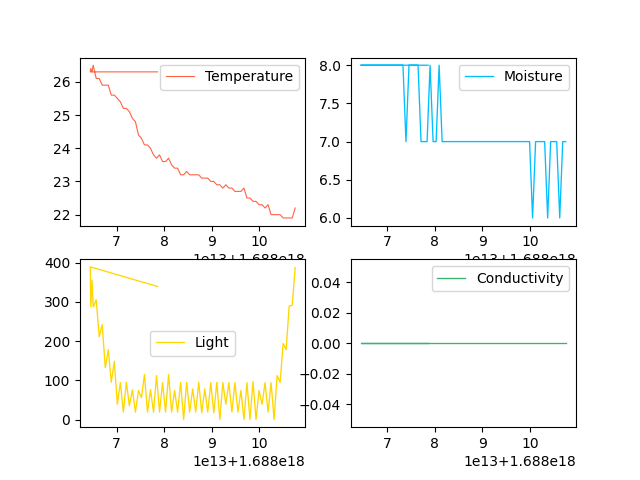 Temperature
26
25
24
23
22
7 8 9 10
1e13+1.688e18
Moisture
8.0
7.5
7.0
6.5
6.0
7 8 9 10
1e13+1.688e18
Light
400
300
200
100
0
7 8 9 10
1e13+1.688e18
Conductivity
0.04
0.02
0.00
−0.02
−0.04
7 8 9 10
1e13+1.688e18